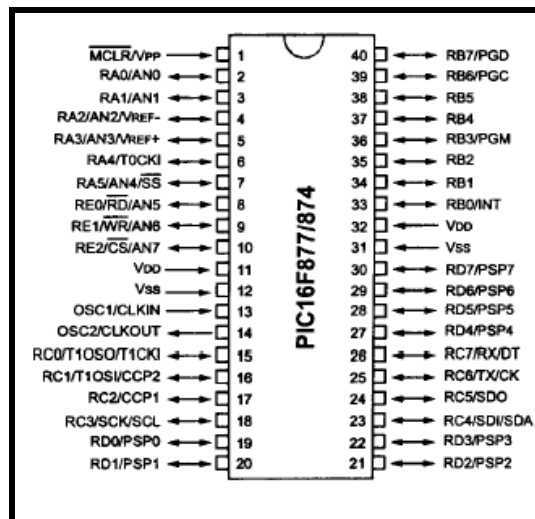 MCLR/VPP 1 40 RB7/PGD
RA0/AN0 2 39 RB6/PGC
RA1/AN1 3 38 RB5
RA2/AN2/VREF- 4 37 RB4
RA3/AN3/VREF+ 5 36 RB3/PGM
RA4/T0CKI 6 35 RB2
RA5/AN4/SS 7 34 RB1
RE0/RD/AN5 8 33 RB0/INT
RE1/WR/AN6 9 32 VDD
RE2/CS/AN7 10 31 VSS
VDD 11 30 RD7/PSP7
VSS 12 29 RD6/PSP6
OSC1/CLKIN 13 28 RD5/PSP5
OSC2/CLKOUT 14 27 RD4/PSP4
RC0/T1OSO/T1CKI 15 26 RC7/RX/DT
RC1/T1OSI/CCP2 16 25 RC6/TX/CK
RC2/CCP1 17 24 RC5/SDO
RC3/SCK/SCL 18 23 RC4/SDI/SDA
RD0/PSP0 19 22 RD3/PSP3
RD1/PSP1 20 21 RD2/PSP2
PIC16F877/874